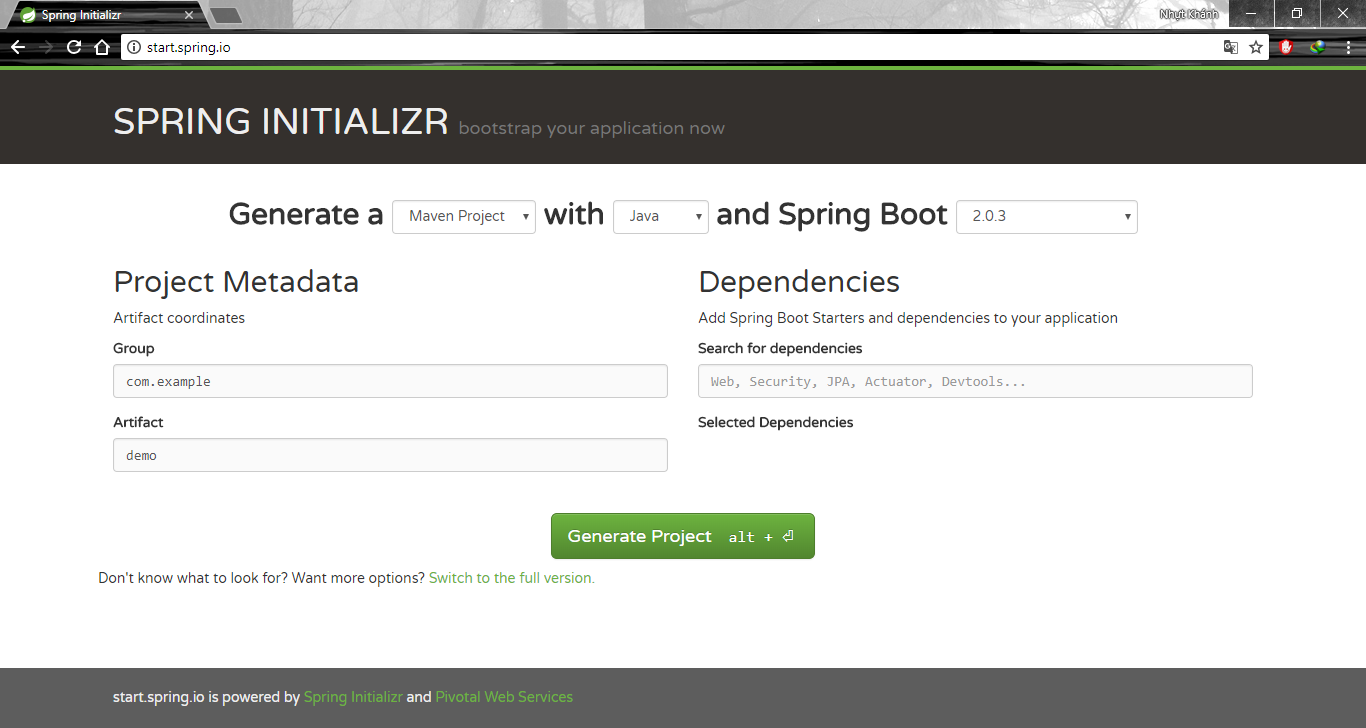 Spring Initializr
Nhựt Khánh
start.spring.io
SPRING INITIALIZR bootstrap your application now
Generate a Maven Project with Java and Spring Boot 2.0.3
Project Metadata
Artifact coordinates
Group
com.example
Artifact
demo
Dependencies
Add Spring Boot Starters and dependencies to your application
Search for dependencies
Web, Security, JPA, Actuator, Devtools...
Selected Dependencies
Generate Project alt + ⏎
Don't know what to look for? Want more options? Switch to the full version.
start.spring.io is powered by Spring Initializr and Pivotal Web Services